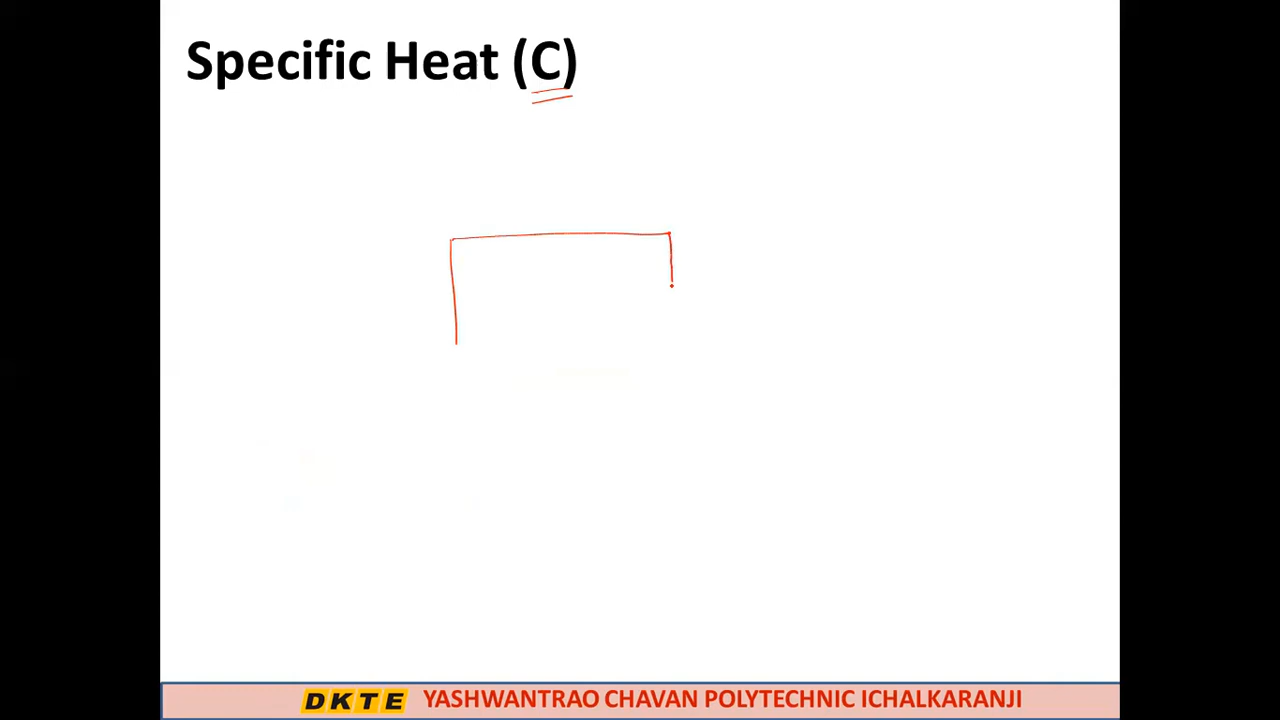 Specific Heat (C)
DKTE YASHWANTRAO CHAVAN POLYTECHNIC ICHALKARANJI